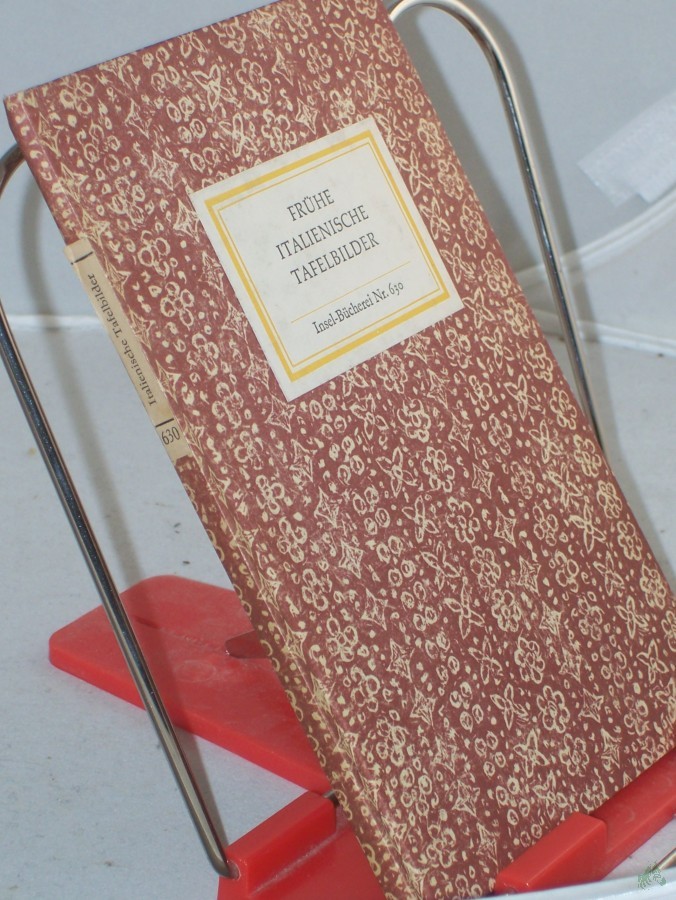 FRÜHE
ITALIENISCHE
TAFELBILDER
Insel-Bücherei Nr. 630
Italienische Tafelbilder
630